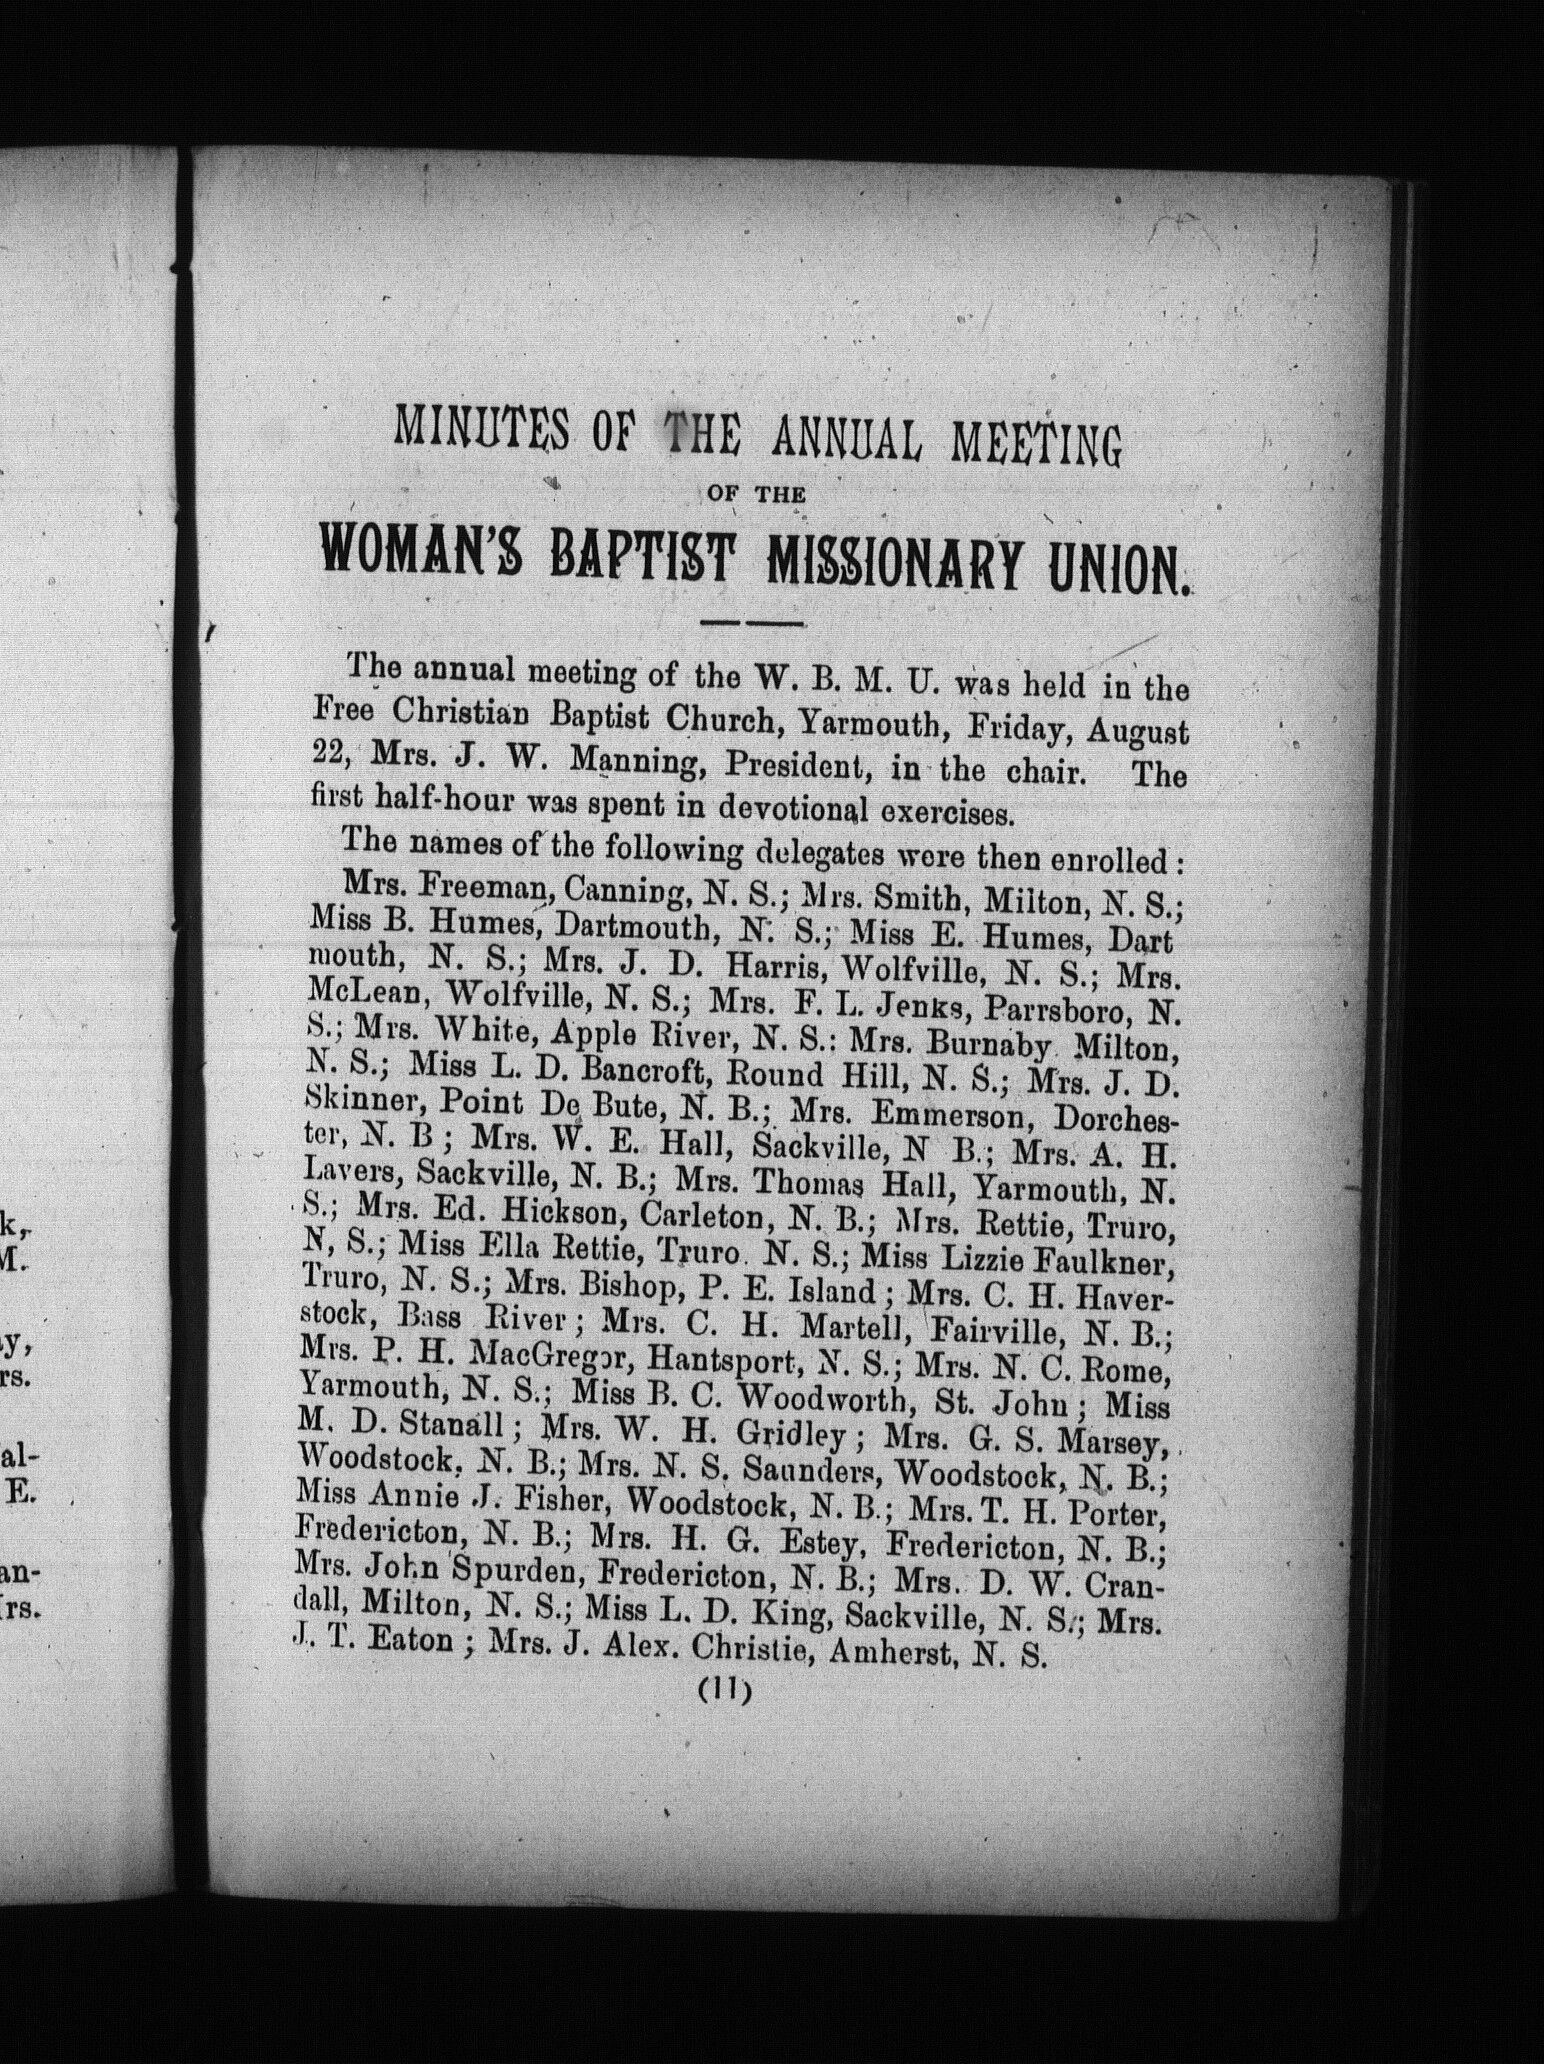 k,
M.
y,
rs.
al-
E.
an-
rs.
MINUTES OF THE ANNUAL MEETING
OF THE
WOMAN'S BAPTIST MISSIONARY UNION.
The annual meeting of the W. B. M. U. was held in the
Free Christian Baptist Church, Yarmouth, Friday, August
22, Mrs. J. W. Manning, President, in the chair. The
first half-hour was spent in devotional exercises.
The names of the following delegates were then enrolled :
Mrs. Freeman, Canning, N. S.; Mrs. Smith, Milton, N. S.;
Miss B. Humes, Dartmouth, N. S.; Miss E. Humes, Dart
mouth, N. S.; Mrs. J. D. Harris, Wolfville, N. S.; Mrs.
McLean, Wolfville, N. S.; Mrs. F. L. Jenks, Parrsboro, N.
S.; Mrs. White, Apple River, N. S.: Mrs. Burnaby Milton,
N. S.; Miss L. D. Bancroft, Round Hill, N. S.; Mrs. J. D.
Skinner, Point De Bute, N. B.; Mrs. Emmerson, Dorches-
ter, N. B ; Mrs. W. E. Hall, Sackville, N B.; Mrs. A. H.
Lavers, Sackville, N. B.; Mrs. Thomas Hall, Yarmouth, N.
S.; Mrs. Ed. Hickson, Carleton, N. B.; Mrs. Rettie, Truro,
N, S.; Miss Ella Rettie, Truro. N. S.; Miss Lizzie Faulkner,
Truro, N. S.; Mrs. Bishop, P. E. Island ; Mrs. C. H. Haver-
stock, Bass River ; Mrs. C. H. Martell, Fairville, N. B.;
Mrs. P. H. MacGregor, Hantsport, N. S.; Mrs. N. C. Rome,
Yarmouth, N. S.; Miss B. C. Woodworth, St. John ; Miss
M. D. Stanall ; Mrs. W. H. Gridley ; Mrs. G. S. Marsey,
Woodstock, N. B.; Mrs. N. S. Saunders, Woodstock, N. B.;
Miss Annie J. Fisher, Woodstock, N. B.; Mrs. T. H. Porter,
Fredericton, N. B.; Mrs. H. G. Estey, Fredericton, N. B.;
Mrs. John Spurden, Fredericton, N. B.; Mrs. D. W. Cran-
dall, Milton, N. S.; Miss L. D. King, Sackville, N. S.; Mrs.
J. T. Eaton ; Mrs. J. Alex. Christie, Amherst, N. S.
(11)